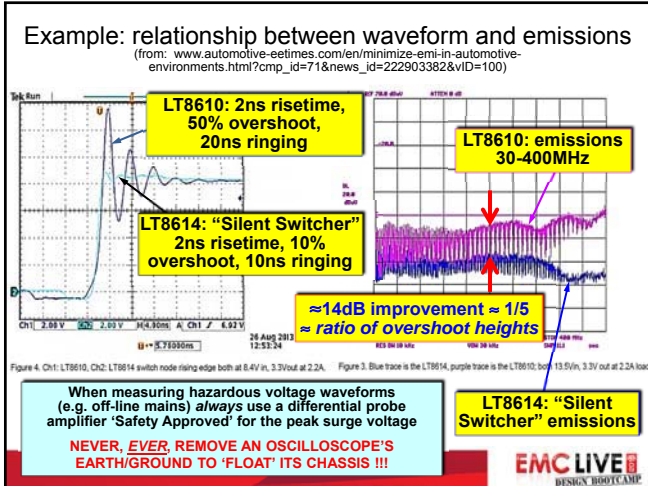 Example: relationship between waveform and emissions
(from: www.automotive-eetimes.com/en/minimize-emi-in-automotive-
environments.html?cmp_id=71&news_id=222903382&vID=100)
Tek Run
LT8610: 2ns risetime,
50% overshoot,
20ns ringing
LT8614: “Silent Switcher”
2ns risetime, 10%
overshoot, 10ns ringing
Ch1 2.00 V Ch2 2.00 V M 4.00ns A Ch1 ∫ 6.92 V
5.76000ns
26 Aug 2013
12:53:24
Figure 4. Ch1: LT8610, Ch2: LT8614 switch node rising edge both at 8.4V in, 3.3Vout at 2.2A.
LT8610: emissions
30-400MHz
≈14dB improvement ≈ 1/5
≈ ratio of overshoot heights
Figure 3. Blue trace is the LT8614, purple trace is the LT8610; both 13.5Vin, 3.3V out at 2.2A load
LT8614: “Silent
Switcher” emissions
When measuring hazardous voltage waveforms
(e.g. off-line mains) always use a differential probe
amplifier ‘Safety Approved’ for the peak surge voltage
NEVER, EVER, REMOVE AN OSCILLOSCOPE’S
EARTH/GROUND TO ‘FLOAT’ ITS CHASSIS !!!
EMC LIVE
DESIGN BOOTCAMP